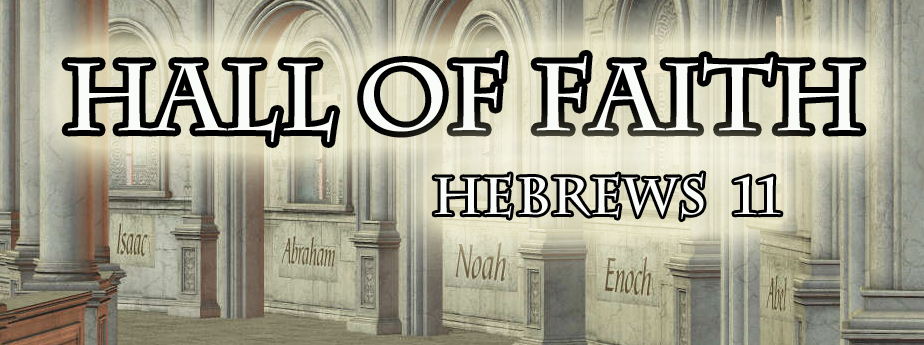 HALL OF FAITH
HEBREWS 11
Isaac
Abraham
Noah
Enoch
Abel